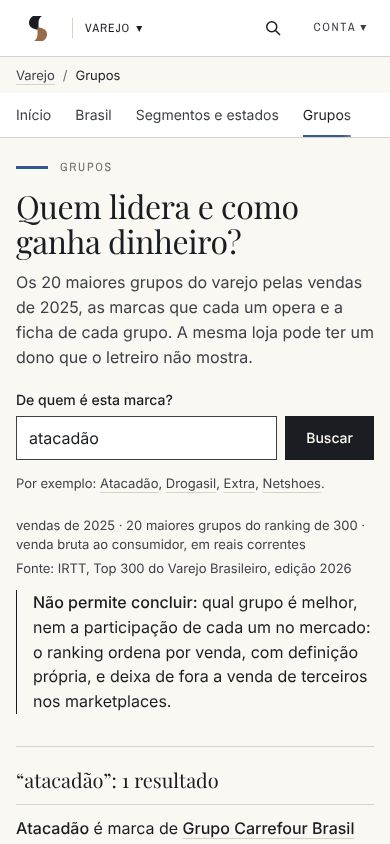 VAREJO ▼
CONTA ▼
Varejo / Grupos
Início Brasil Segmentos e estados Grupos
GRUPOS
Quem lidera e como
ganha dinheiro?
Os 20 maiores grupos do varejo pelas vendas
de 2025, as marcas que cada um opera e a
ficha de cada grupo. A mesma loja pode ter um
dono que o letreiro não mostra.
De quem é esta marca?
atacadão
Buscar
Por exemplo: Atacadão, Drogasil, Extra, Netshoes.
vendas de 2025 · 20 maiores grupos do ranking de 300 ·
venda bruta ao consumidor, em reais correntes
Fonte: IRTT, Top 300 do Varejo Brasileiro, edição 2026
Não permite concluir: qual grupo é melhor,
nem a participação de cada um no mercado:
o ranking ordena por venda, com definição
própria, e deixa de fora a venda de terceiros
nos marketplaces.
“atacadão”: 1 resultado
Atacadão é marca de Grupo Carrefour Brasil